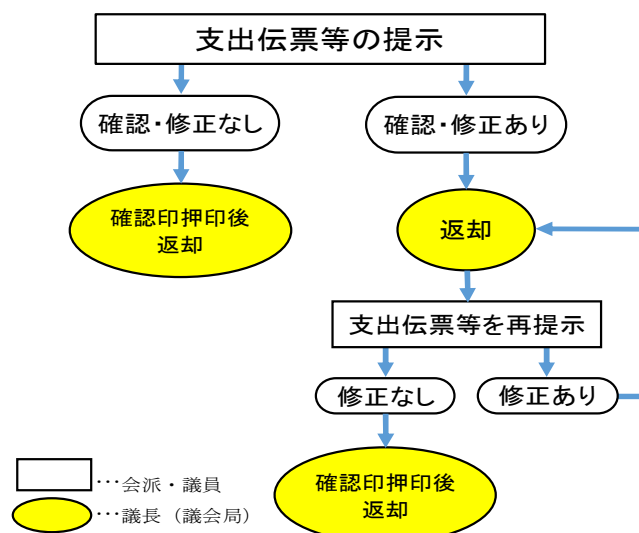 支出伝票等の提示
確認・修正なし
確認・修正あり
確認印押印後
返却
返却
支出伝票等を再提示
修正なし
修正あり
確認印押印後
返却
…会派・議員
…議長（議会局）